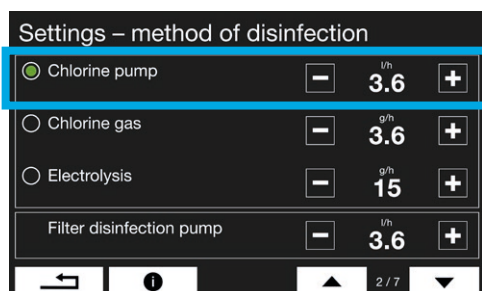 Settings – method of disinfection
Chlorine pump
l/h
3.6
Chlorine gas
g/h
3.6
Electrolysis
g/h
15
Filter disinfection pump
l/h
3.6
2/7